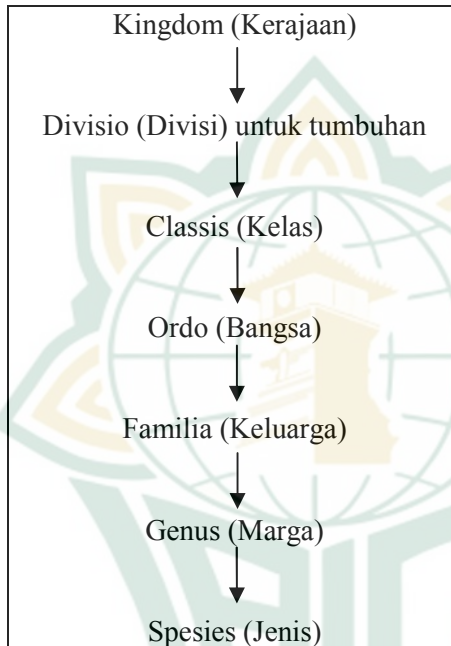 Kingdom (Kerajaan)
Divisio (Divisi) untuk tumbuhan
Classis (Kelas)
Ordo (Bangsa)
Familia (Keluarga)
Genus (Marga)
Spesies (Jenis)